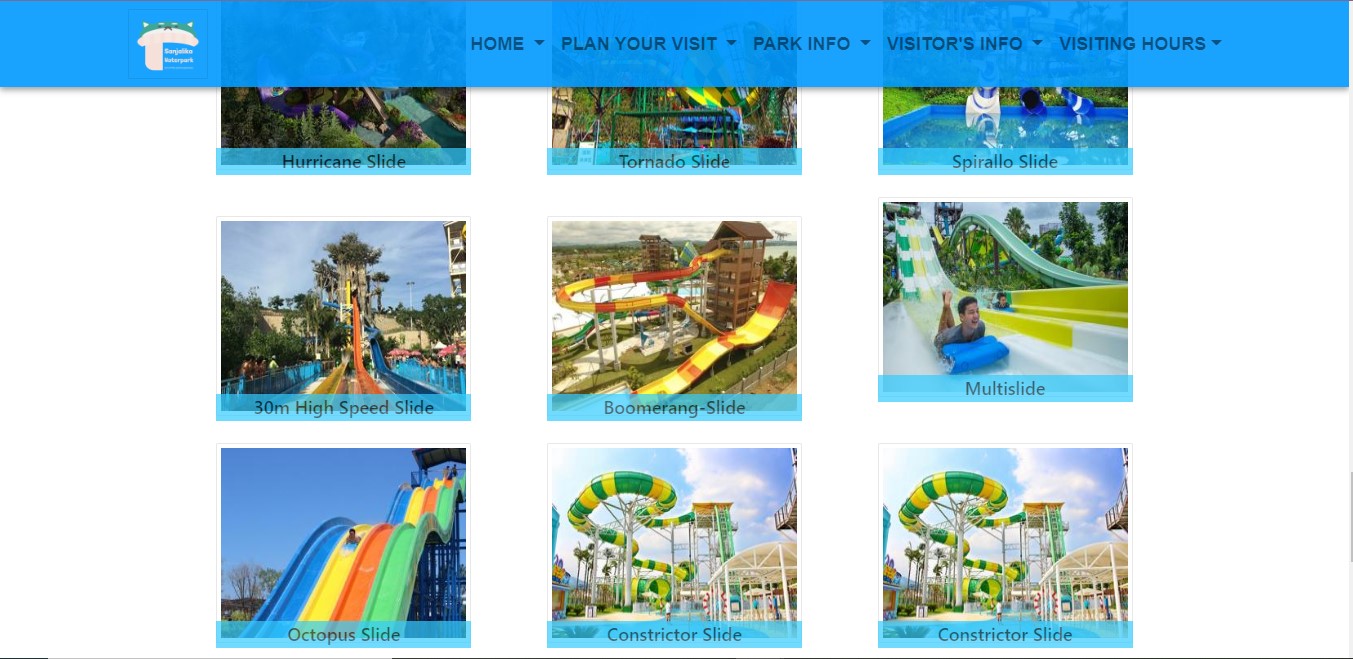 Sanjalika
Waterpark
HOME
PLAN YOUR VISIT
PARK INFO
VISITOR'S INFO
VISITING HOURS
Hurricane Slide
Tornado Slide
Spirallo Slide
30m High Speed Slide
Boomerang-Slide
Multislide
Octopus Slide
Constrictor Slide
Constrictor Slide